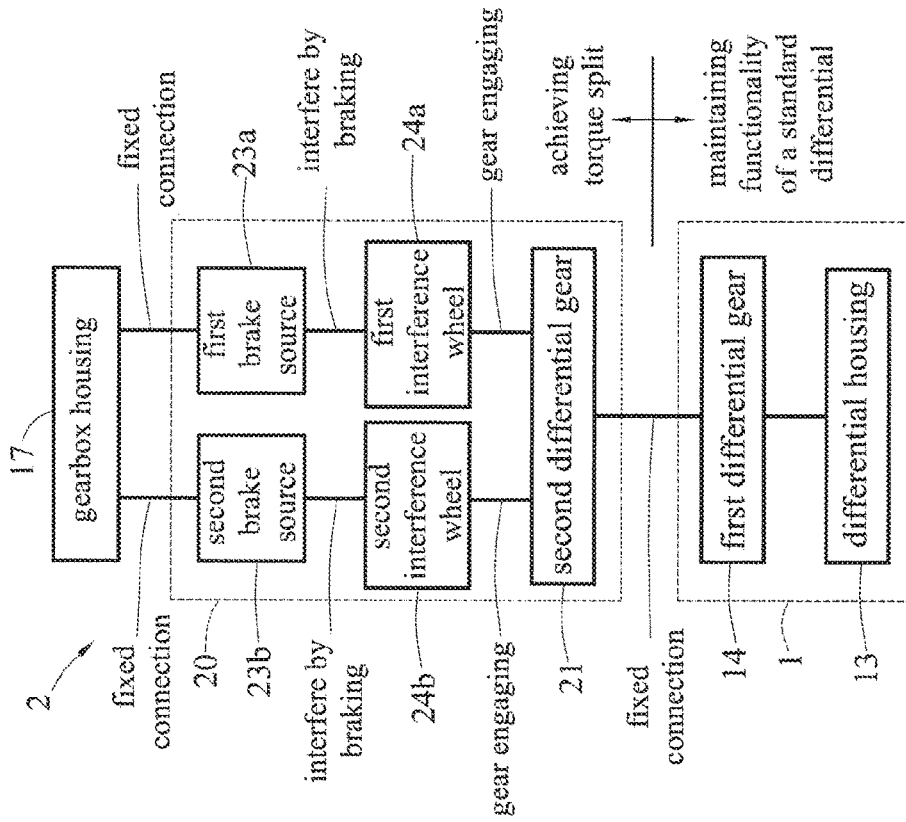 2
17
gearbox housing
fixed
connection
fixed
connection
20
23b
second
brake
source
first
brake
source
23a
interfere by
braking
interfere by
braking
24b
second
interference
wheel
first
interference
wheel
24a
gear engaging
gear engaging
21
second differential gear
achieving
torque split
maintaining
functionality
of a standard
differential
fixed
connection
14
first differential gear
1
13
differential housing